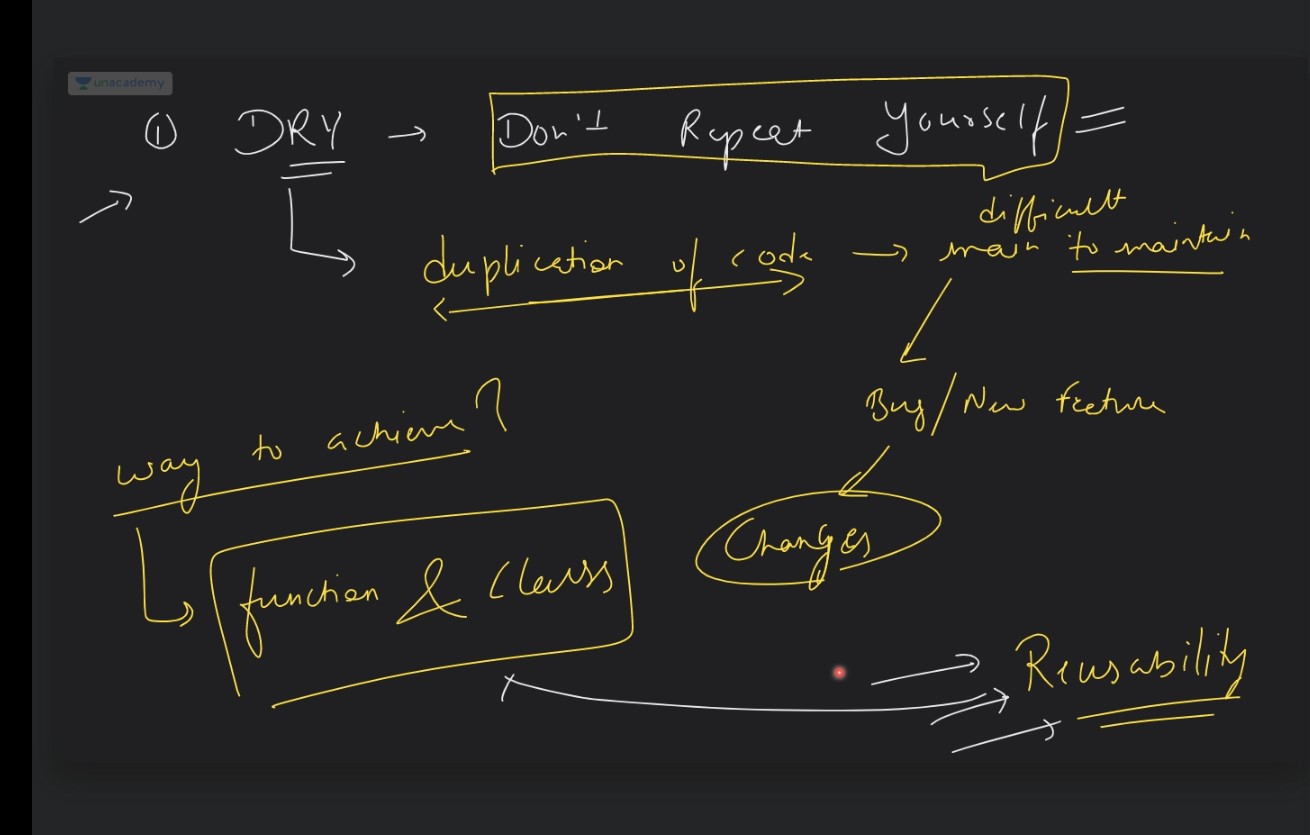 unacademy
① DRY → Don't Repeat Yourself =
difficult
duplication of code → main to maintain
Bug/New feature
way to achieve?
Changes
function & Class
Reusability